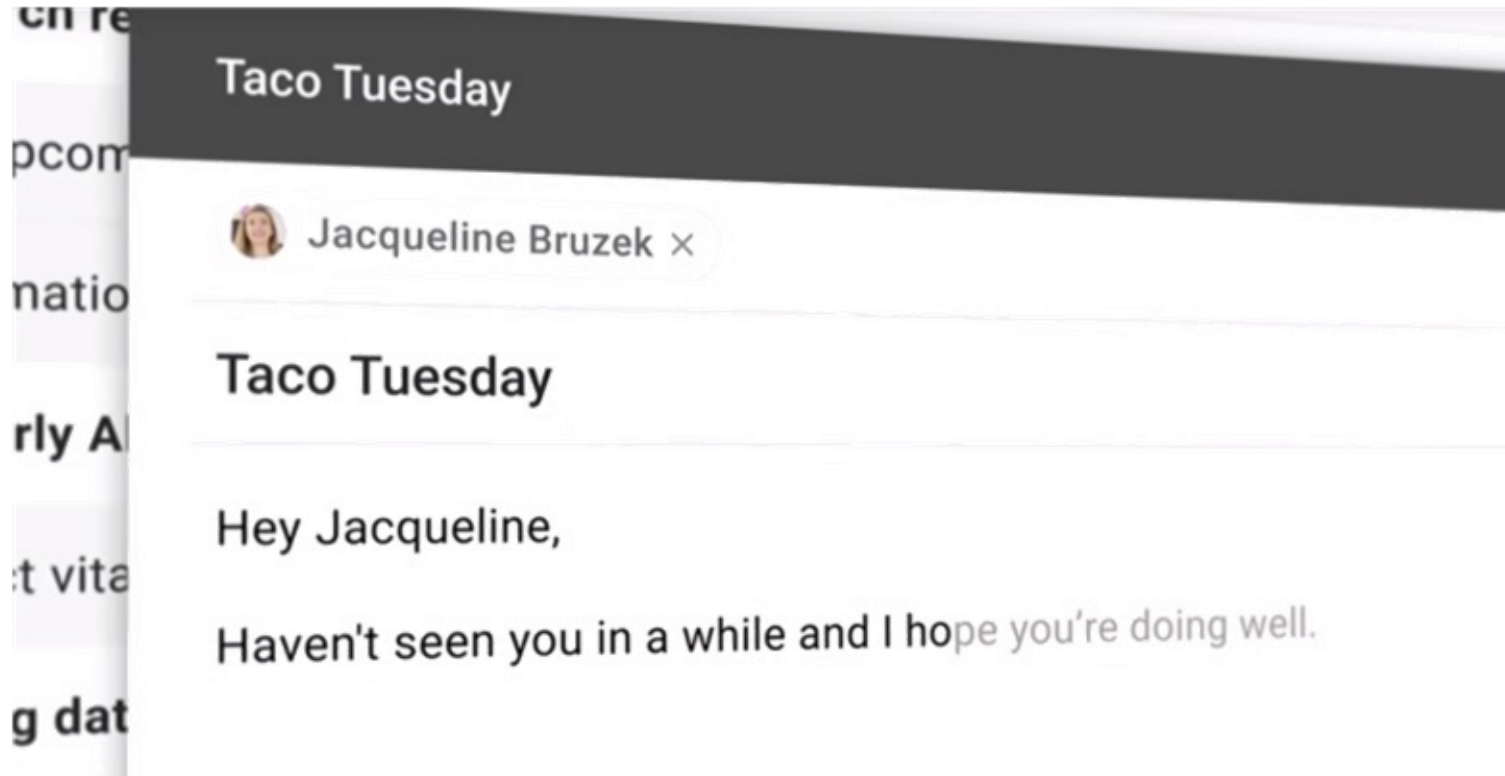 Taco Tuesday
Jacqueline Bruzek ×
Taco Tuesday
Hey Jacqueline,
Haven't seen you in a while and I hope you're doing well.